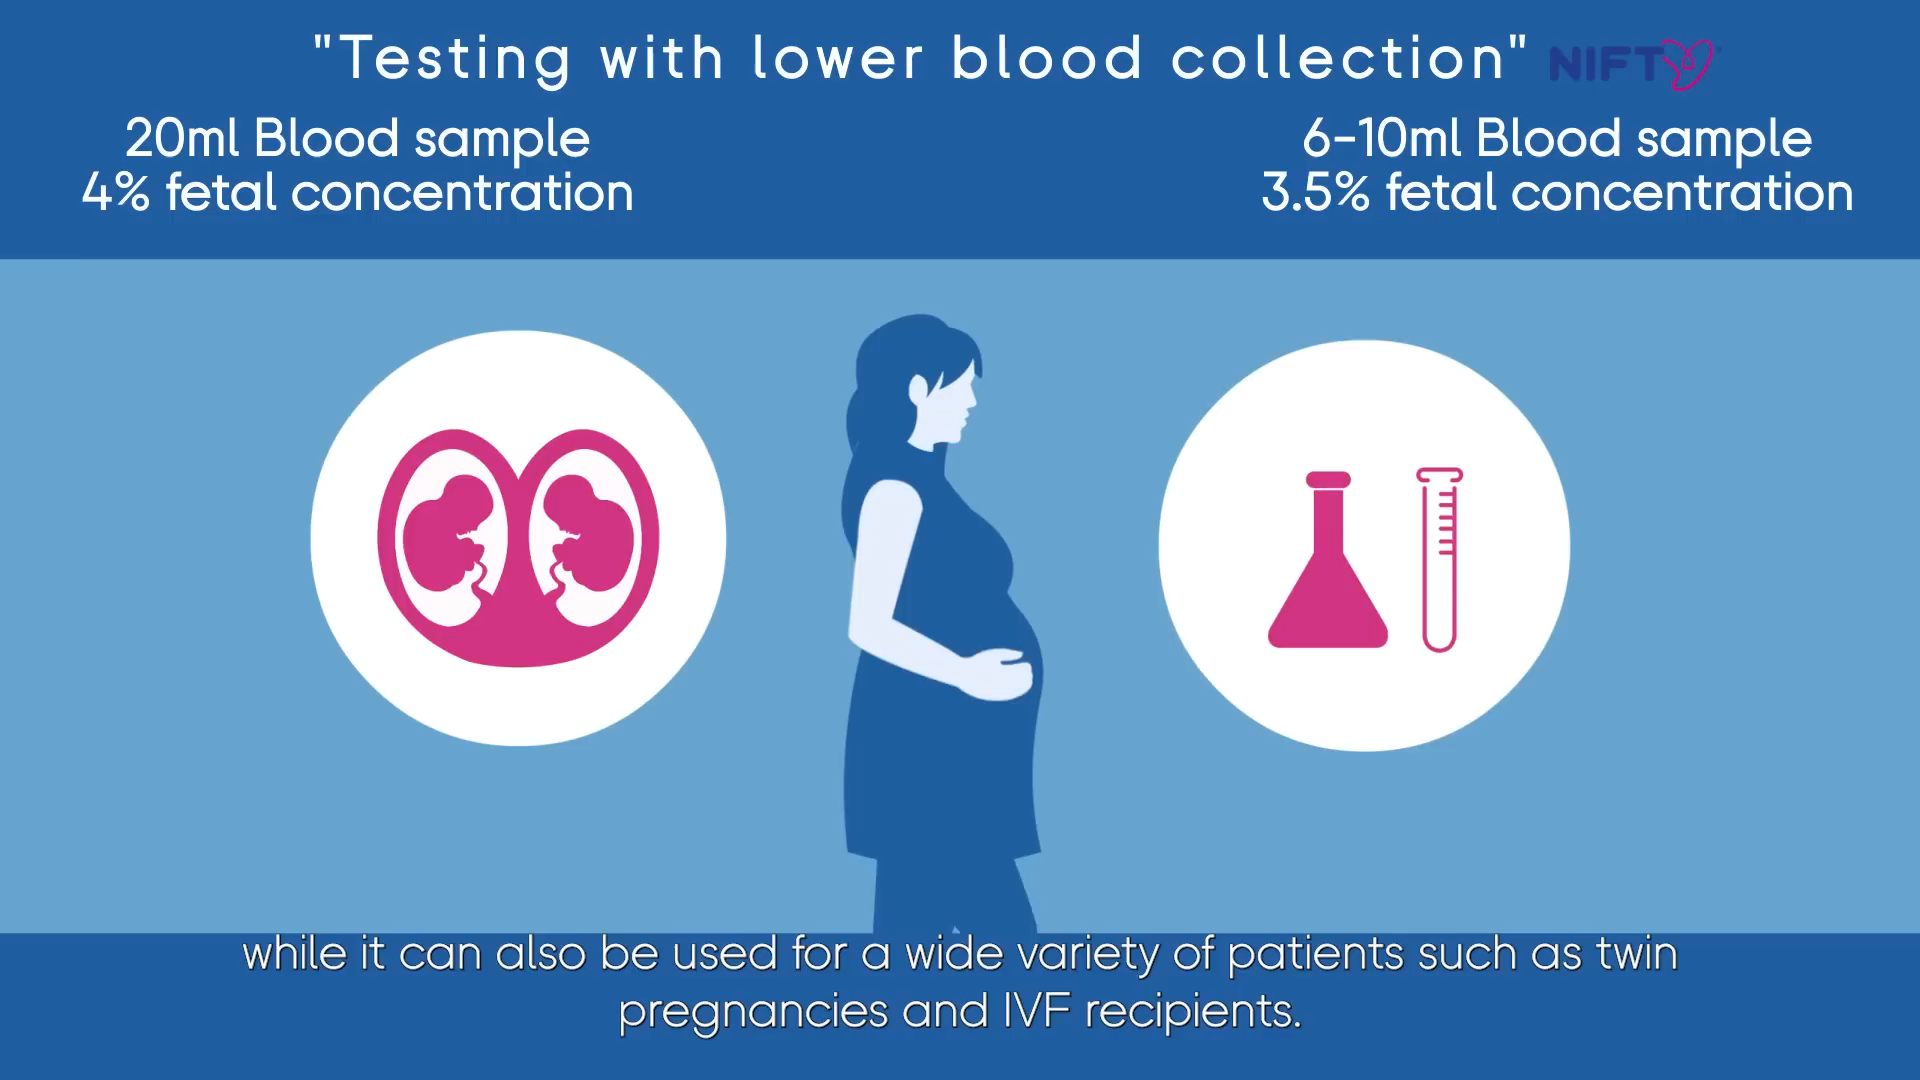 "Testing with lower blood collection" NIFTY
20ml Blood sample
4% fetal concentration
6-10ml Blood sample
3.5% fetal concentration
while it can also be used for a wide variety of patients such as twin
pregnancies and IVF recipients.